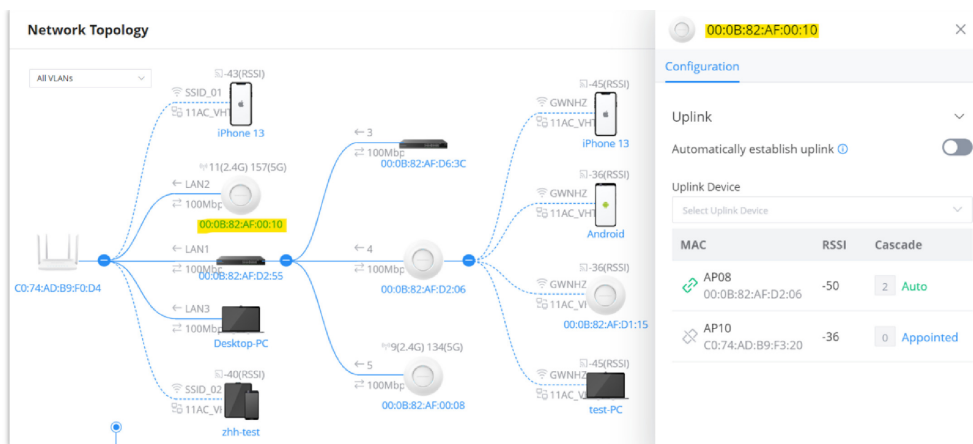 Network Topology
All VLANs
-43(RSSI)
SSID_01
11AC_VHT
iPhone 13
11(2.4G) 157(5G)
LAN2
100Mbp
00:0B:82:AF:00:10
LAN1
100Mbp
00:0B:82:AF:D2:55
C0:74:AD:B9:F0:D4
LAN3
100Mbp
Desktop-PC
-40(RSSI)
SSID_02
11AC_VI
zhh-test
3
100Mbp
00:0B:82:AF:D6:3C
4
100Mbp
00:0B:82:AF:D2:06
9(2.4G) 134(5G)
5
100Mbp
00:0B:82:AF:00:08
-45(RSSI)
GWNHZ
11AC_VHT
iPhone 13
-36(RSSI)
GWNHZ
11AC_VHT
Android
-36(RSSI)
GWNHZ
11AC_VI
00:0B:82:AF:D1:15
-45(RSSI)
GWNHZ
11AC_VI
test-PC
00:0B:82:AF:00:10
Configuration
Uplink
Automatically establish uplink
Uplink Device
Select Uplink Device
MAC RSSI Cascade
AP08
00:0B:82:AF:D2:06 -50 2 Auto
AP10
C0:74:AD:B9:F3:20 -36 0 Appointed